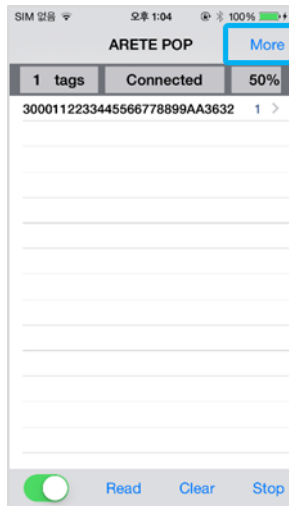 SIM 없음 오후 1:04 100%
ARETE POP More
1 tags Connected 50%
3000112233445566778899AA3632 1
Read Clear Stop